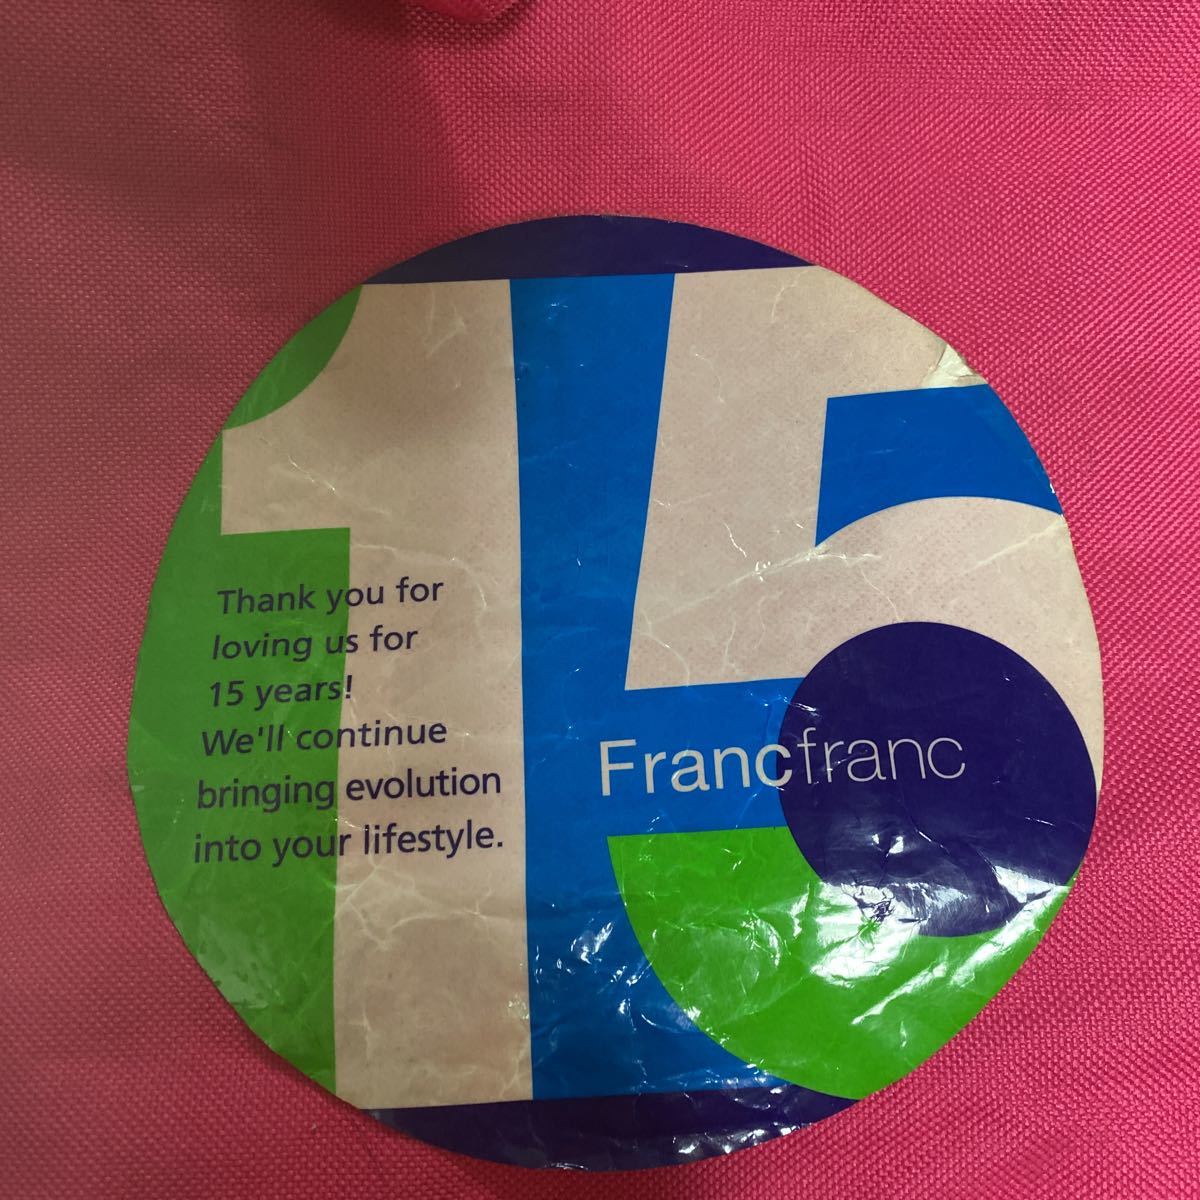 15
Thank you for
loving us for
15 years!
We'll continue
bringing evolution
into your lifestyle.
Francfranc